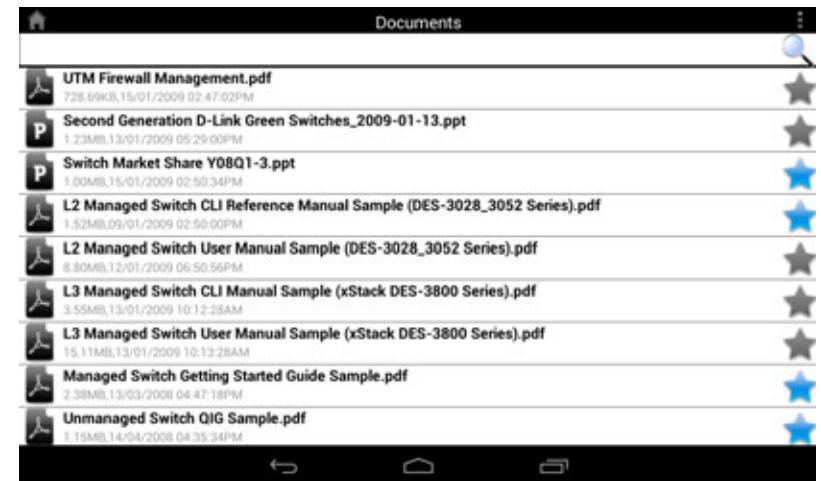 Documents
UTM Firewall Management.pdf
728.69KB,15/01/2009 02:47:02PM
P
Second Generation D-Link Green Switches_2009-01-13.ppt
1.23MB,13/01/2009 05:29:00PM
P
Switch Market Share Y08Q1-3.ppt
1.00MB,15/01/2009 02:50:34PM
L2 Managed Switch CLI Reference Manual Sample (DES-3028_3052 Series).pdf
1.52MB,09/01/2009 02:50:00PM
L2 Managed Switch User Manual Sample (DES-3028_3052 Series).pdf
8.80MB,12/01/2009 06:50:56PM
L3 Managed Switch CLI Manual Sample (xStack DES-3800 Series).pdf
3.55MB,13/01/2009 10:12:28AM
L3 Managed Switch User Manual Sample (xStack DES-3800 Series).pdf
15.11MB,13/01/2009 10:13:28AM
Managed Switch Getting Started Guide Sample.pdf
2.38MB,13/03/2008 04:47:18PM
Unmanaged Switch QIG Sample.pdf
1.15MB,14/04/2008 04:35:34PM